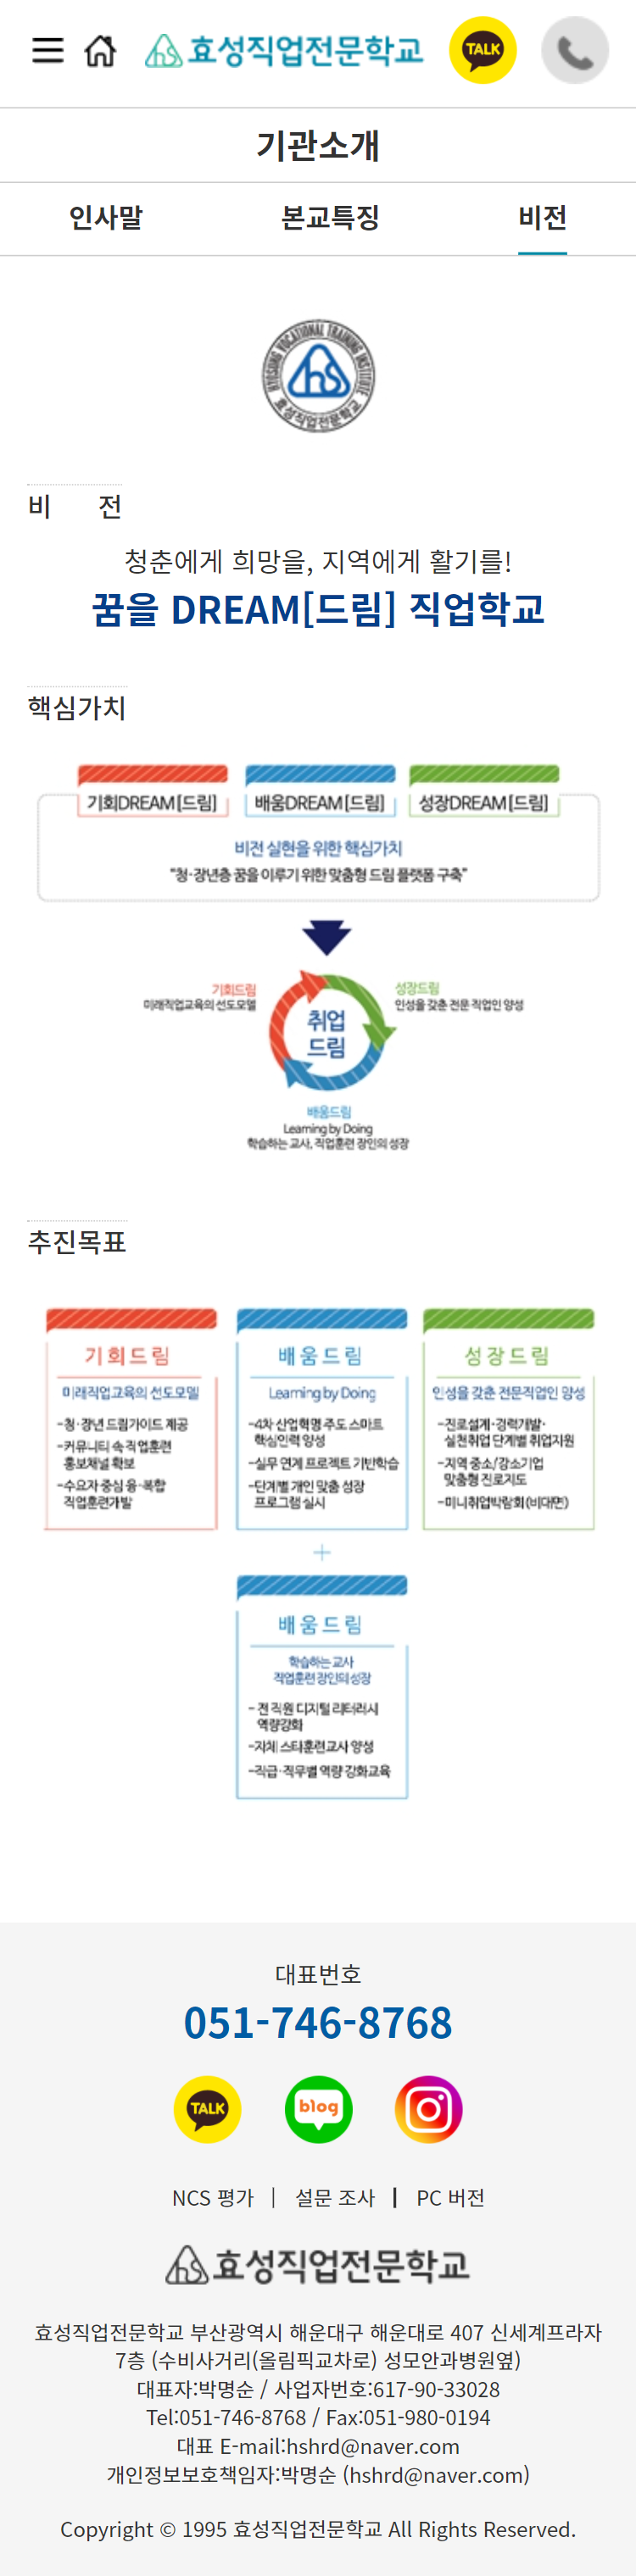 효성직업전문학교
TALK
기관소개
인사말
본교특징
비전
HYOSUNG VOCATIONAL TRAINING INSTITUTE
hs
효성직업전문학교
비 전
청춘에게 희망을, 지역에게 활기를!
꿈을 DREAM[드림] 직업학교
핵심가치
기회DREAM[드림]
배움DREAM[드림]
성장DREAM[드림]
비전 실현을 위한 핵심가치
"청·장년층 꿈을 이루기 위한 맞춤형 드림 플랫폼 구축"
기회드림
미래직업교육의 선도모델
성장드림
인성을 갖춘 전문 직업인 양성
취업
드림
배움드림
Learning by Doing
학습하는 교사, 직업훈련 장인의 성장
추진목표
기회드림
미래직업교육의 선도모델
-청·장년 드림가이드 제공
-커뮤니티 속 직업훈련
홍보채널 확보
-수요자 중심 융·복합
직업훈련개발
배움드림
Learning by Doing
-4차 산업혁명 주도 스마트
핵심인력 양성
-실무 연계 프로젝트 기반학습
-단계별 개인 맞춤 성장
프로그램 실시
성장드림
인성을 갖춘 전문직업인 양성
-진로설계·경력개발·
실전취업 단계별 취업지원
-지역 중소/강소기업
맞춤형 진로지도
-미니취업박람회(비대면)
+
배움드림
학습하는 교사
직업훈련 장인의 성장
- 전 직원 디지털 리터러시
역량강화
-자체 스타훈련교사 양성
-직급·직무별 역량 강화교육
대표번호
051-746-8768
TALK
blog
NCS 평가 | 설문 조사 | PC 버전
hs 효성직업전문학교
효성직업전문학교 부산광역시 해운대구 해운대로 407 신세계프라자
7층 (수비사거리(올림픽교차로) 성모안과병원옆)
대표자:박명순 / 사업자번호:617-90-33028
Tel:051-746-8768 / Fax:051-980-0194
대표 E-mail:hshrd@naver.com
개인정보보호책임자:박명순 (hshrd@naver.com)
Copyright © 1995 효성직업전문학교 All Rights Reserved.